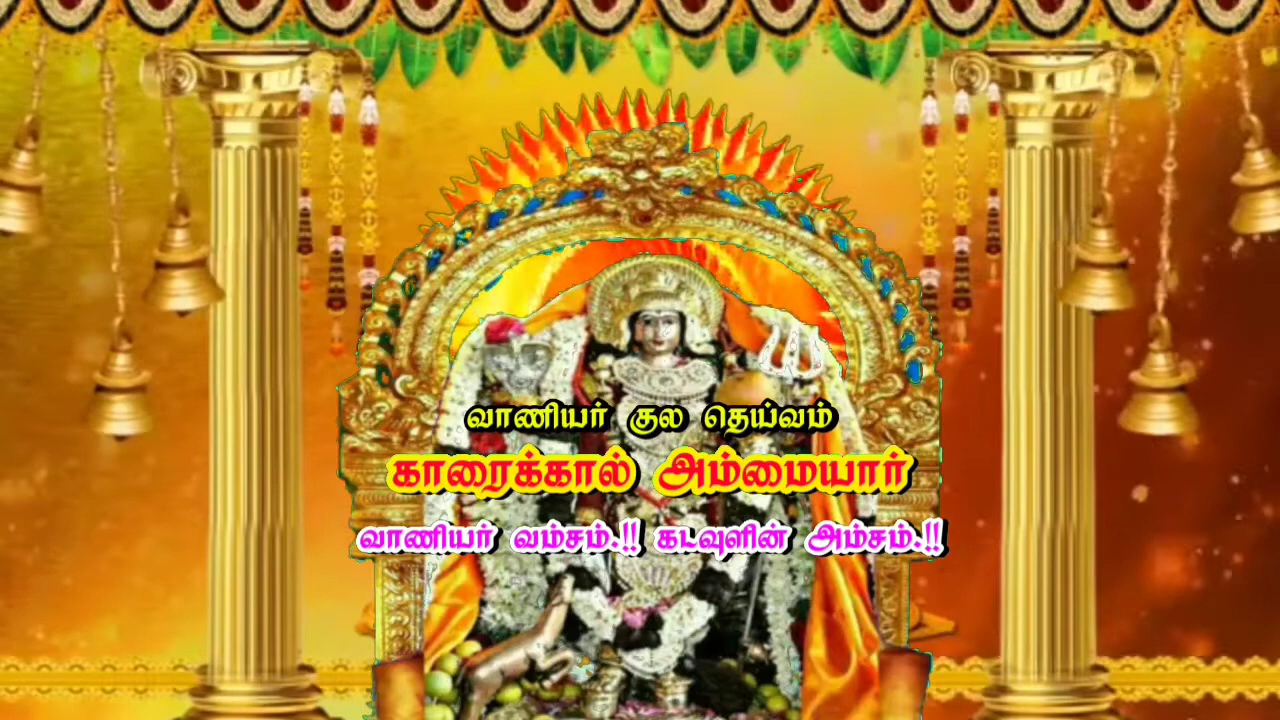 வாணியர் குல தெய்வம்
காரைக்கால் அம்மையார்
வாணியர் வம்சம்.!! கடவுளின் அம்சம்.!!